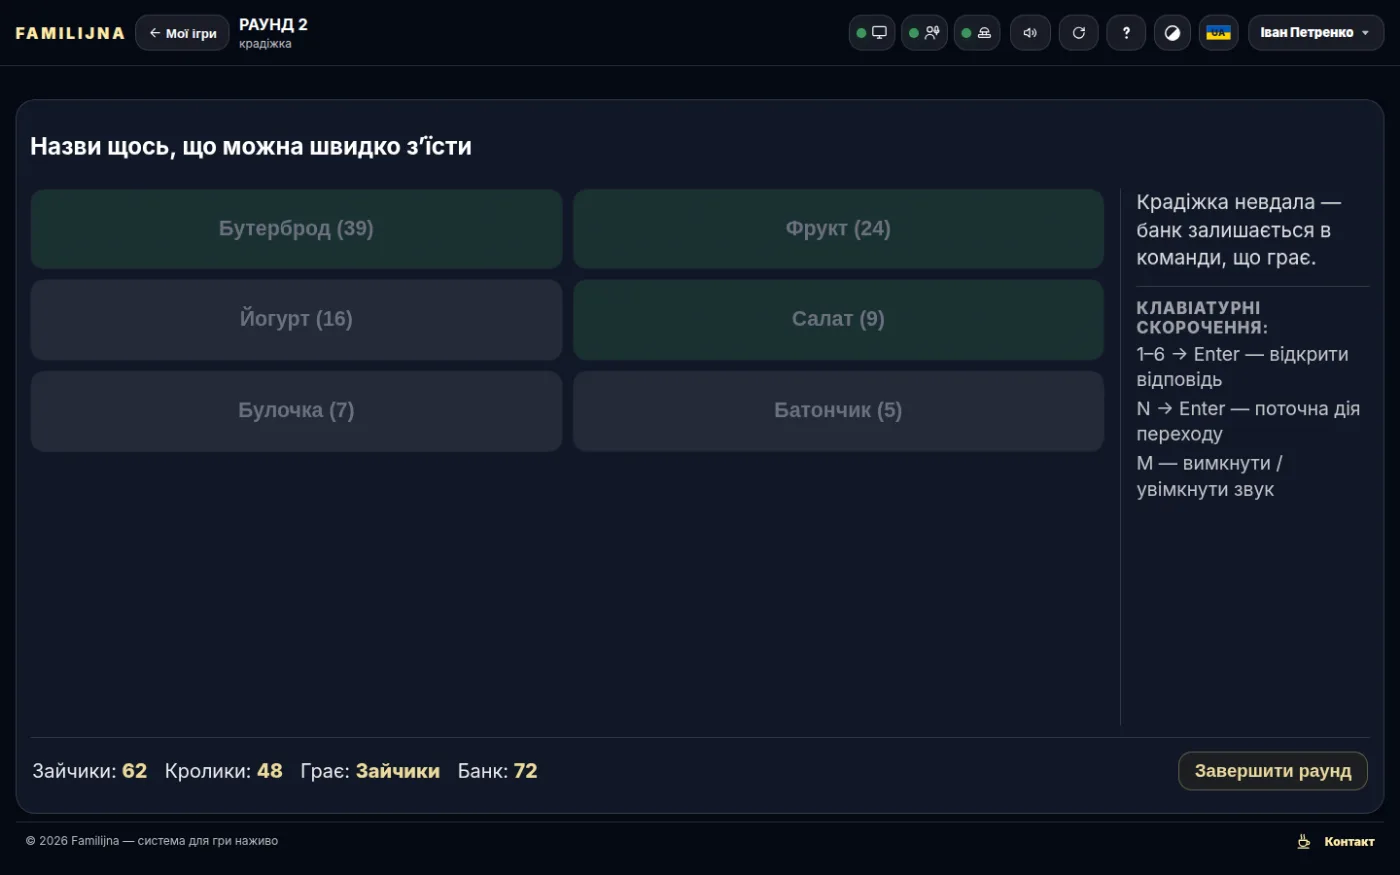 FAMILIJNA
← Мої ігри
РАУНД 2
крадіжка
?
UA
Іван Петренко
Назви щось, що можна швидко з’їсти
Бутерброд (39)
Фрукт (24)
Йогурт (16)
Салат (9)
Булочка (7)
Батончик (5)
Крадіжка невдала —
банк залишається в
команди, що грає.
КЛАВІАТУРНІ
СКОРОЧЕННЯ:
1–6 → Enter — відкрити
відповідь
N → Enter — поточна дія
переходу
M — вимкнути /
увімкнути звук
Зайчики: 62 Кролики: 48 Грає: Зайчики Банк: 72
Завершити раунд
© 2026 Familijna — система для гри наживо
Контакт